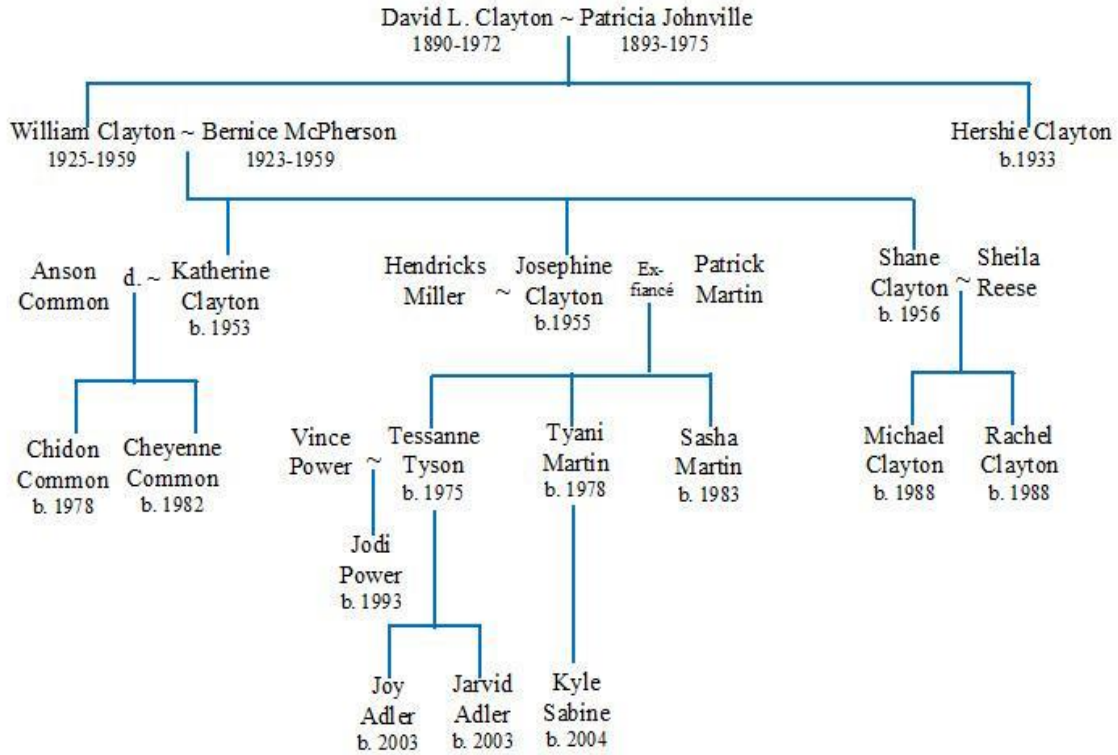 David L. Clayton ~ Patricia Johnville
1890-1972 1893-1975
William Clayton ~ Bernice McPherson
1925-1959 1923-1959
Hershie Clayton
b.1933
Anson
Common
d. ~
Katherine
Clayton
b. 1953
Hendricks
Miller
~
Josephine
Clayton
b.1955
Ex-
fiancé
Patrick
Martin
Shane
Clayton
b. 1956
~
Sheila
Reese
Chidon
Common
b. 1978
Cheyenne
Common
b. 1982
Vince
Power
~
Tessanne
Tyson
b. 1975
Tyani
Martin
b. 1978
Sasha
Martin
b. 1983
Michael
Clayton
b. 1988
Rachel
Clayton
b. 1988
Jodi
Power
b. 1993
Joy
Adler
b. 2003
Jarvid
Adler
b. 2003
Kyle
Sabine
b. 2004